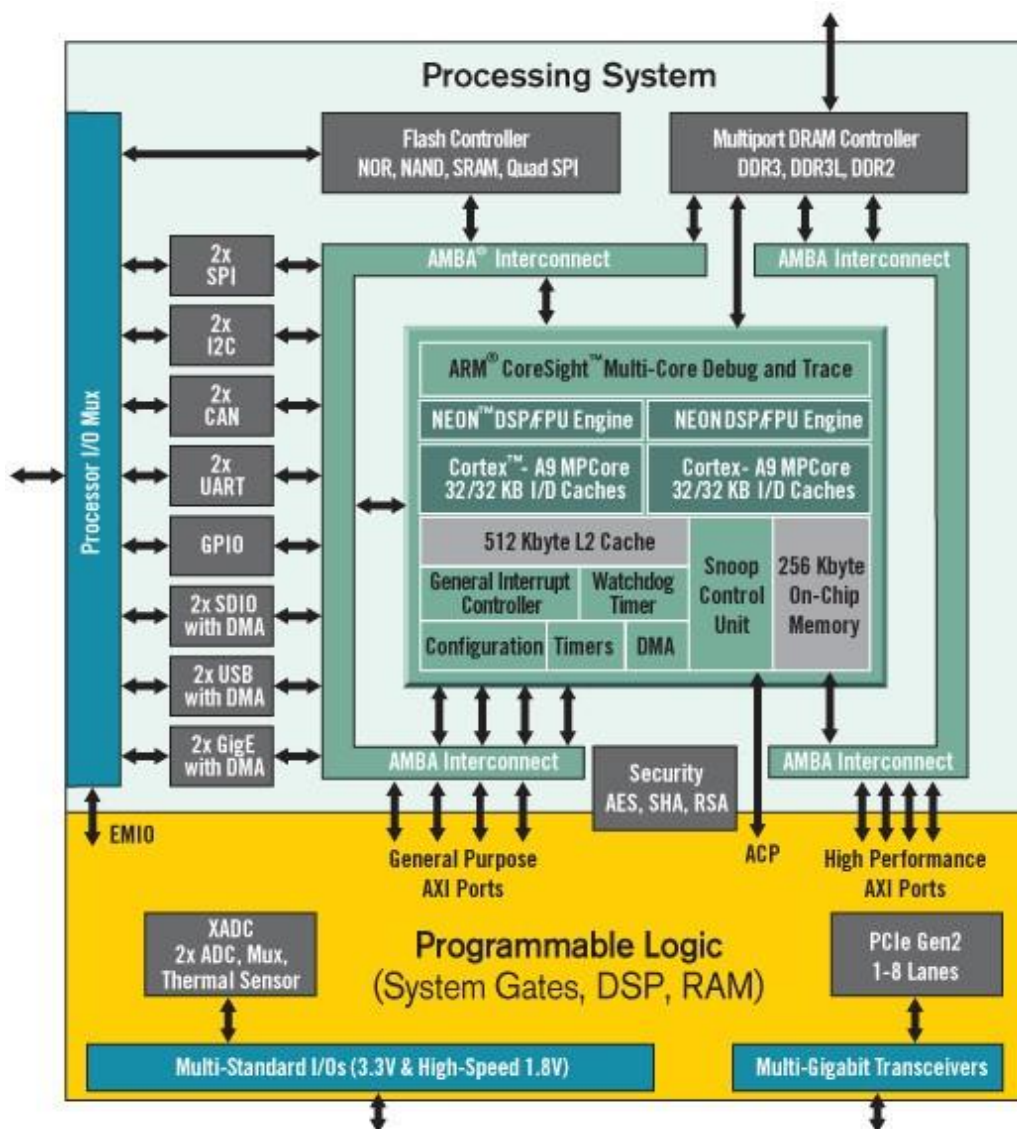 Processing System
Flash Controller
NOR, NAND, SRAM, Quad SPI
Multiport DRAM Controller
DDR3, DDR3L, DDR2
2x
SPI
AMBA® Interconnect
AMBA Interconnect
2x
I2C
2x
CAN
2x
UART
GPIO
2x SDIO
with DMA
2x USB
with DMA
2x GigE
with DMA
Processor I/O Mux
ARM® CoreSight™ Multi-Core Debug and Trace
NEON™ DSP/FPU Engine
NEON DSP/FPU Engine
Cortex™- A9 MPCore
32/32 KB I/D Caches
Cortex- A9 MPCore
32/32 KB I/D Caches
512 Kbyte L2 Cache
General Interrupt
Controller
Watchdog
Timer
Configuration
Timers
DMA
Snoop
Control
Unit
256 Kbyte
On-Chip
Memory
AMBA Interconnect
AMBA Interconnect
Security
AES, SHA, RSA
EMIO
General Purpose
AXI Ports
ACP
High Performance
AXI Ports
XADC
2x ADC, Mux,
Thermal Sensor
Programmable Logic
(System Gates, DSP, RAM)
PCIe Gen2
1-8 Lanes
Multi-Standard I/Os (3.3V & High-Speed 1.8V)
Multi-Gigabit Transceivers